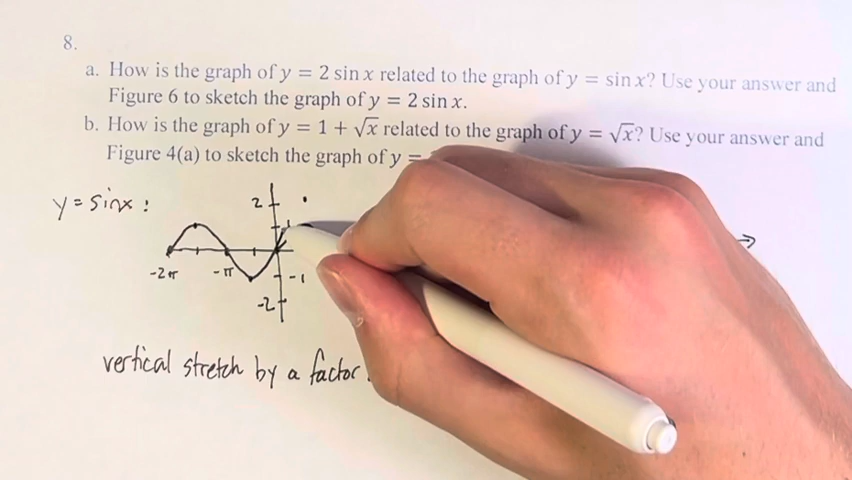 8.
a. How is the graph of y = 2 sin x related to the graph of y = sin x? Use your answer and
Figure 6 to sketch the graph of y = 2 sin x.
b. How is the graph of y = 1 + √x related to the graph of y = √x? Use your answer and
Figure 4(a) to sketch the graph of y =
y = sinx :
2
1
-2π
-π
-1
-2
vertical stretch by a factor